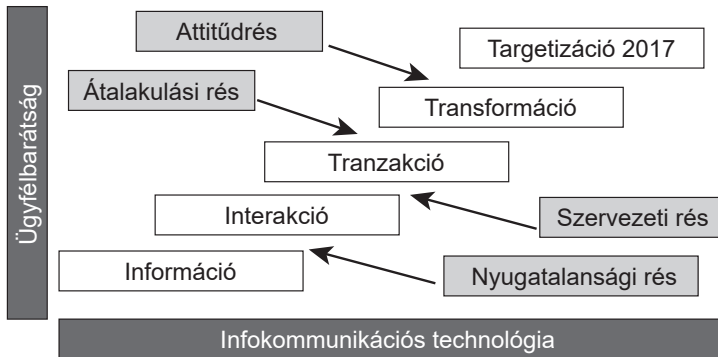 Attitűdrés
Targetizáció 2017
Átalakulási rés
Transformáció
Tranzakció
Interakció
Szervezeti rés
Információ
Nyugatalansági rés
Ügyfélbarátság
Infokommunikációs technológia